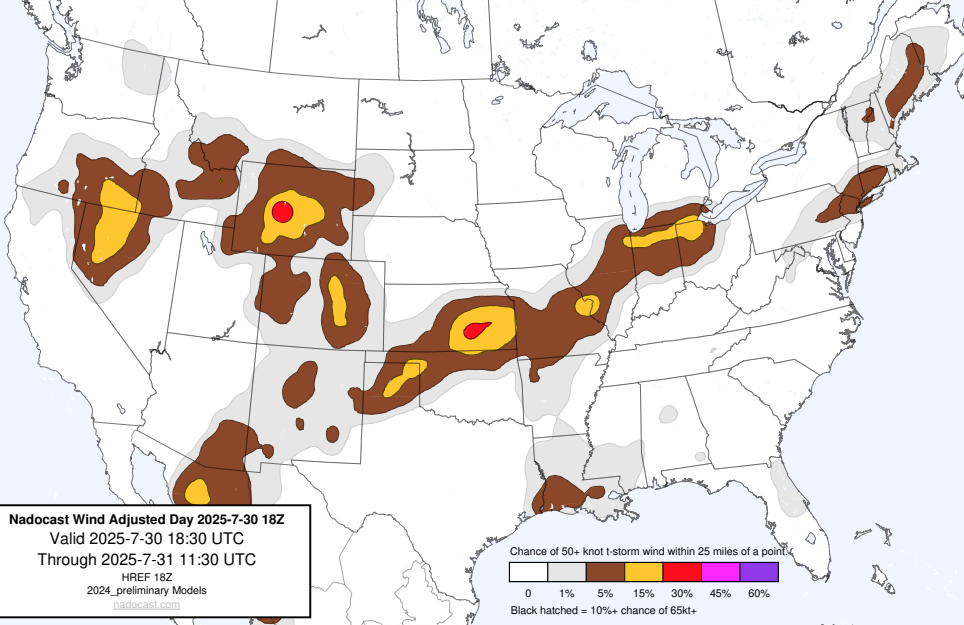 Nadocast Wind Adjusted Day 2025-7-30 18Z
Valid 2025-7-30 18:30 UTC
Through 2025-7-31 11:30 UTC
HREF 18Z
2024_preliminary Models
nadocast.com
Chance of 50+ knot t-storm wind within 25 miles of a point.
0 1% 5% 15% 30% 45% 60%
Black hatched = 10%+ chance of 65kt+